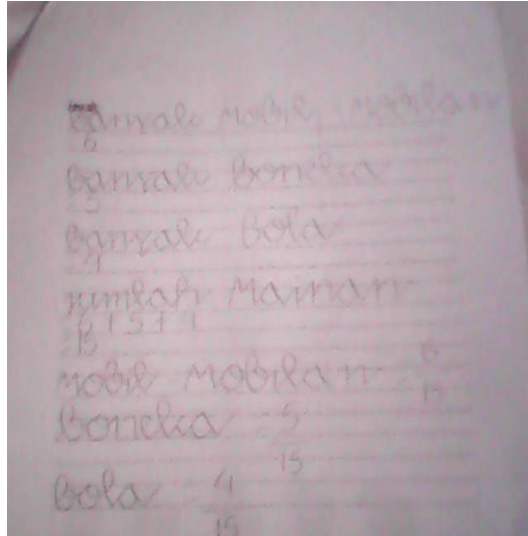 banyak mobil mobilan
6
banyak boneka
5
banyak bola
4
jumlah mainan
6 + 5 + 4
15
mobil mobilan 6
15
boneka 5
15
bola 4
15